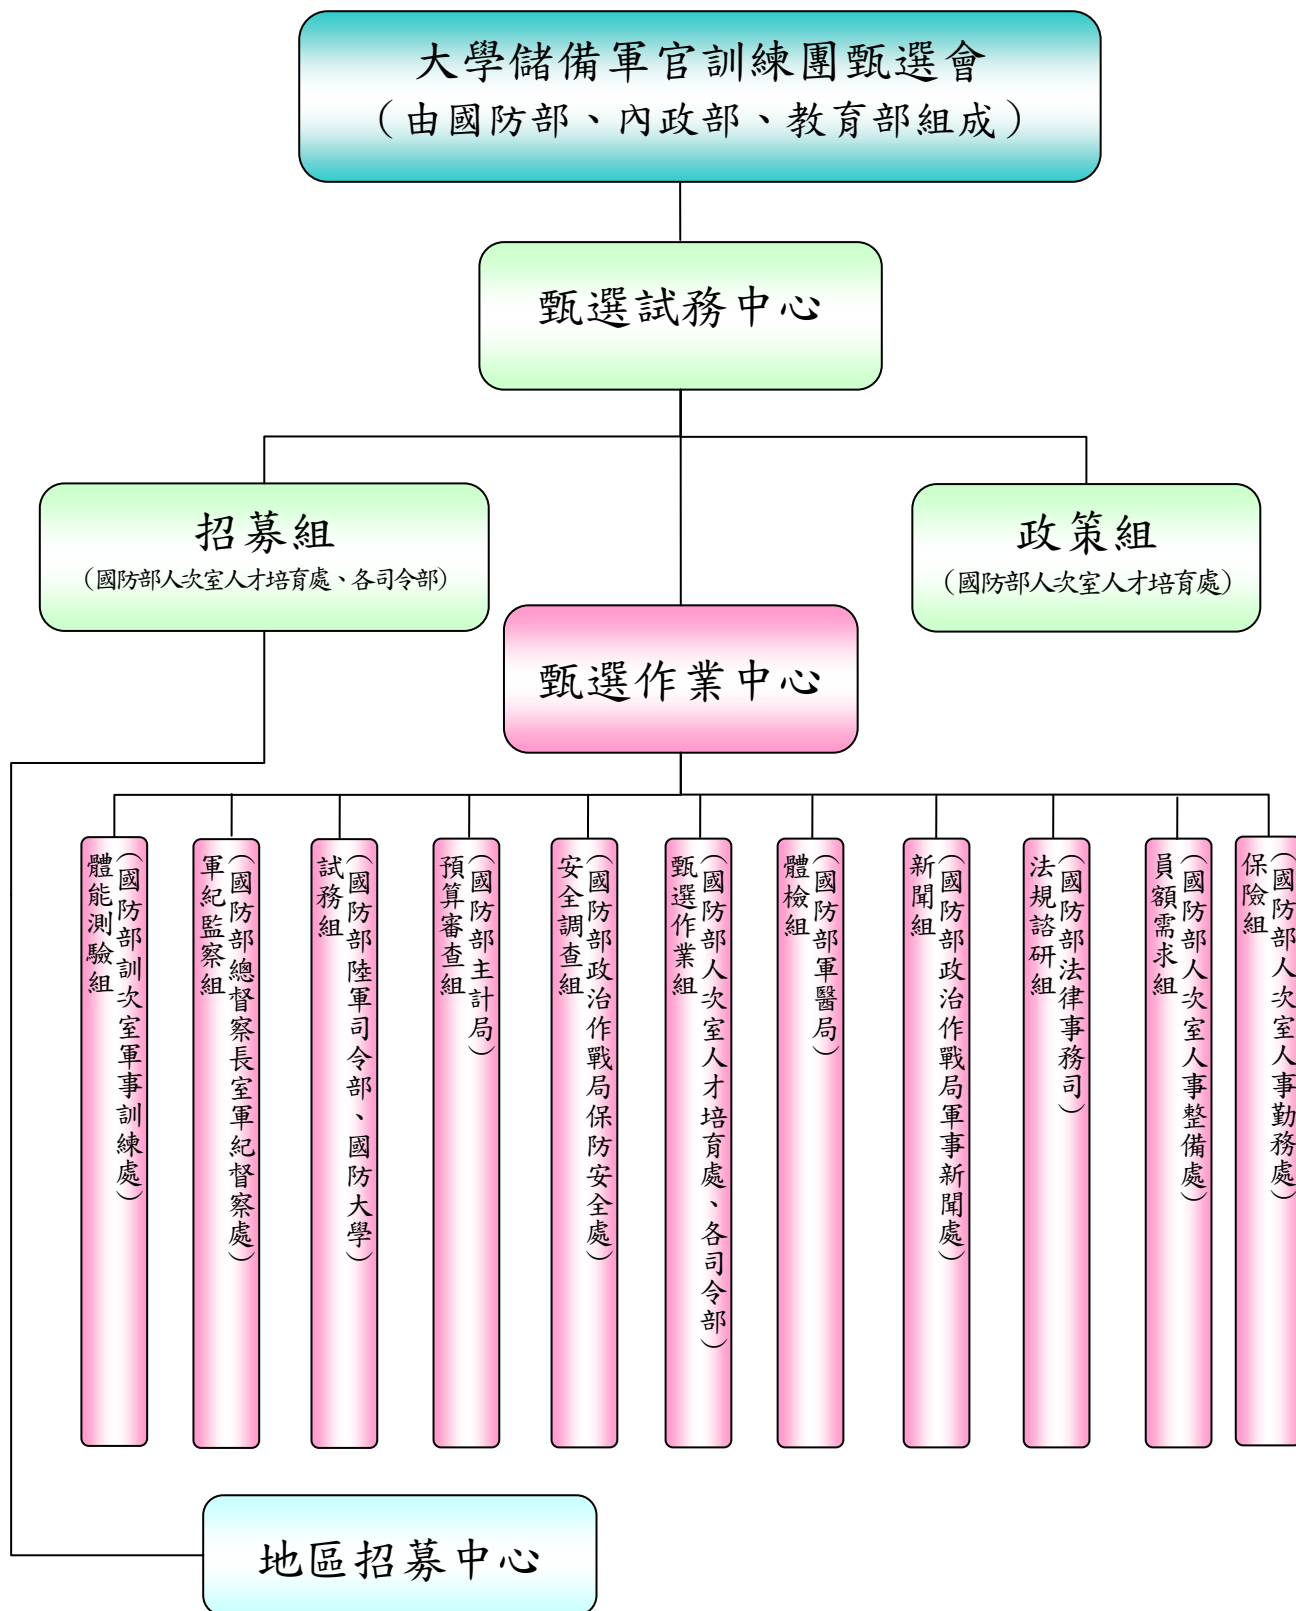 大學儲備軍官訓練團甄選會
（由國防部、內政部、教育部組成）
甄選試務中心
招募組
（國防部人次室人才培育處、各司令部）
政策組
（國防部人次室人才培育處）
甄選作業中心
體能測驗組
（國防部訓次室軍事訓練處）
軍紀監察組
（國防部總督察長室軍紀督察處）
試務組
（國防部陸軍司令部、國防大學）
預算審查組
（國防部主計局）
安全調查組
（國防部政治作戰局保防安全處）
甄選作業組
（國防部人次室人才培育處、各司令部）
體檢組
（國防部軍醫局）
新聞組
（國防部政治作戰局軍事新聞處）
法規諮研組
（國防部法律事務司）
員額需求組
（國防部人次室人事整備處）
保險組
（國防部人次室人事勤務處）
地區招募中心